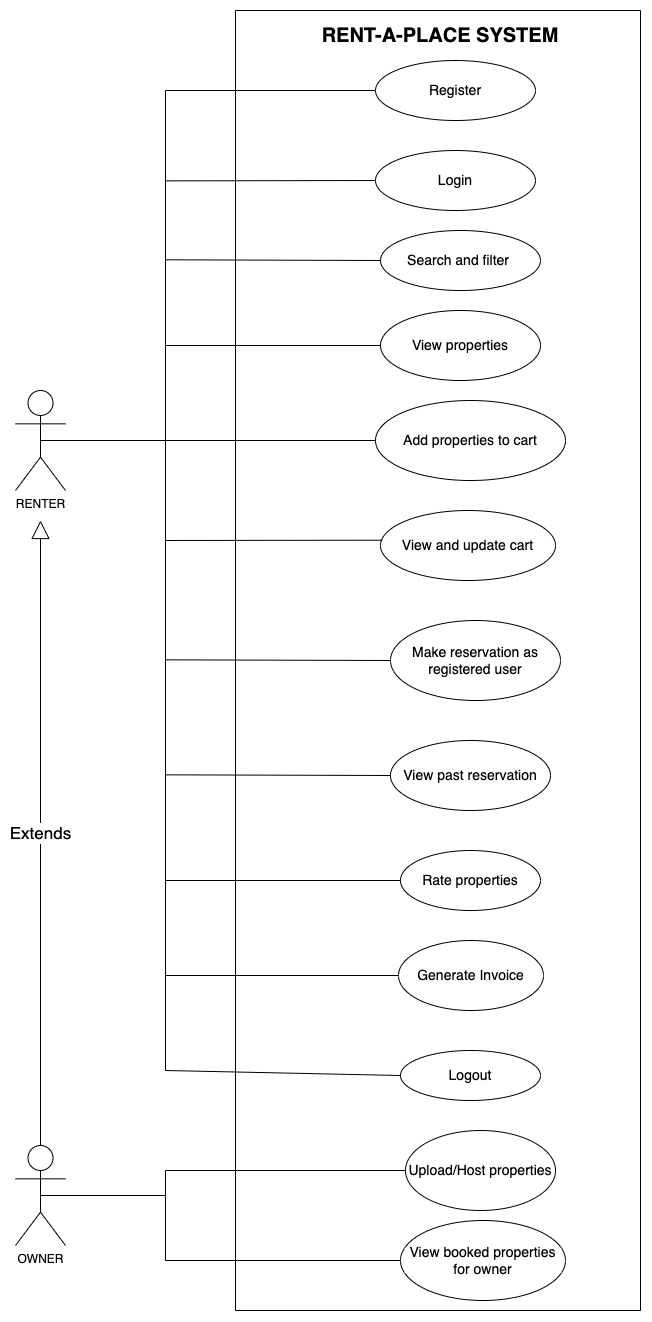 RENT-A-PLACE SYSTEM
Register
Login
Search and filter
View properties
Add properties to cart
RENTER
View and update cart
Make reservation as
registered user
View past reservation
Extends
Rate properties
Generate Invoice
Logout
Upload/Host properties
OWNER
View booked properties
for owner